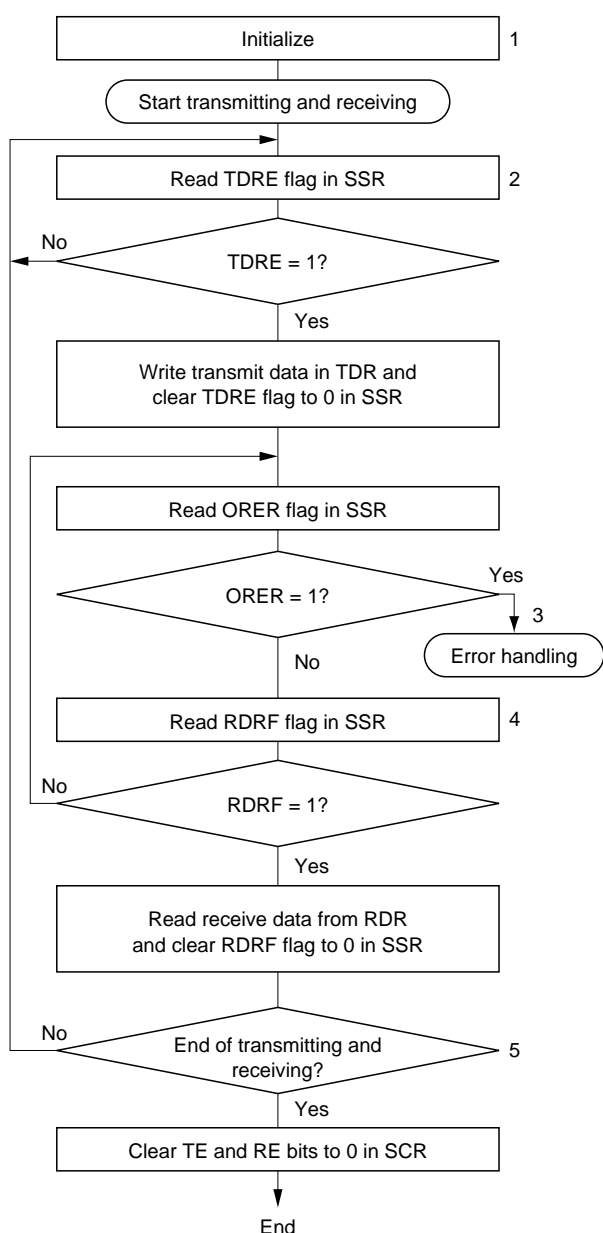 Initialize
1
Start transmitting and receiving
Read TDRE flag in SSR
2
No
TDRE = 1?
Yes
Write transmit data in TDR and
clear TDRE flag to 0 in SSR
Read ORER flag in SSR
ORER = 1?
Yes
3
Error handling
No
Read RDRF flag in SSR
4
No
RDRF = 1?
Yes
Read receive data from RDR
and clear RDRF flag to 0 in SSR
No
End of transmitting and
receiving?
5
Yes
Clear TE and RE bits to 0 in SCR
End